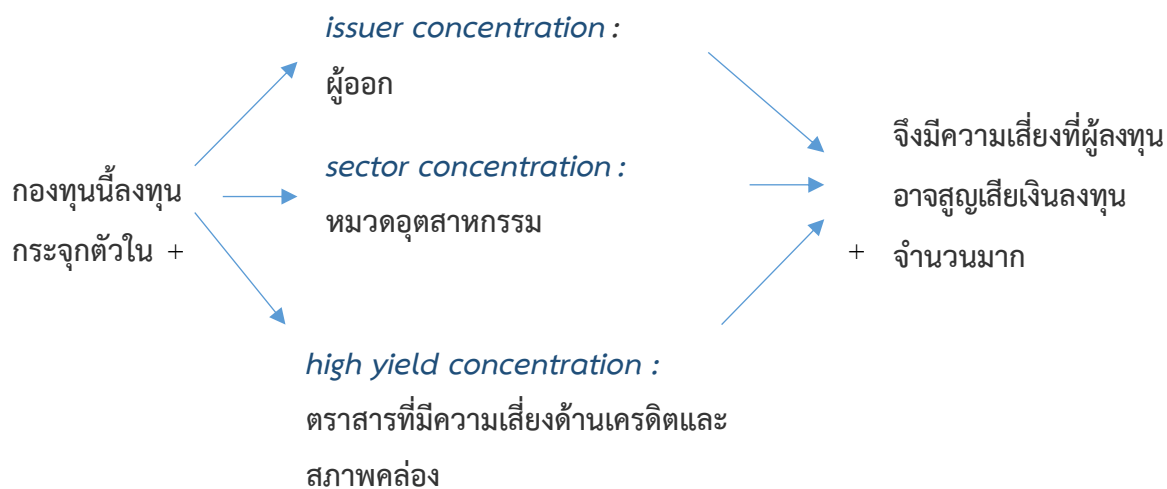 กองทุนนี้ลงทุน
กระจุกตัวใน +
issuer concentration :
ผู้ออก
sector concentration :
หมวดอุตสาหกรรม
high yield concentration :
ตราสารที่มีความเสี่ยงด้านเครดิตและ
สภาพคล่อง
+
จึงมีความเสี่ยงที่ผู้ลงทุน
อาจสูญเสียเงินลงทุน
จำนวนมาก